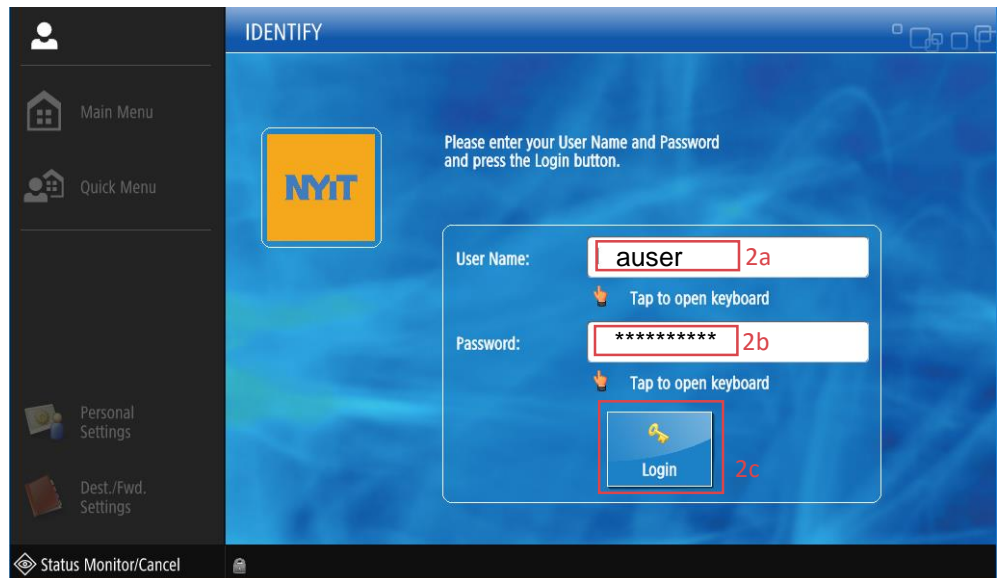 IDENTIFY
Main Menu
Quick Menu
Please enter your User Name and Password
and press the Login button.
NYiT
User Name:
auser
2a
Tap to open keyboard
Password:
**********
2b
Tap to open keyboard
Login
2c
Personal
Settings
Dest./Fwd.
Settings
Status Monitor/Cancel